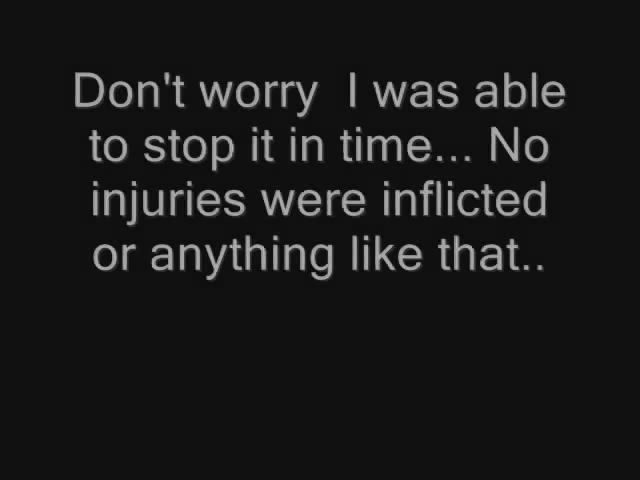 Don't worry  I was able
to stop it in time... No
injuries were inflicted
or anything like that..